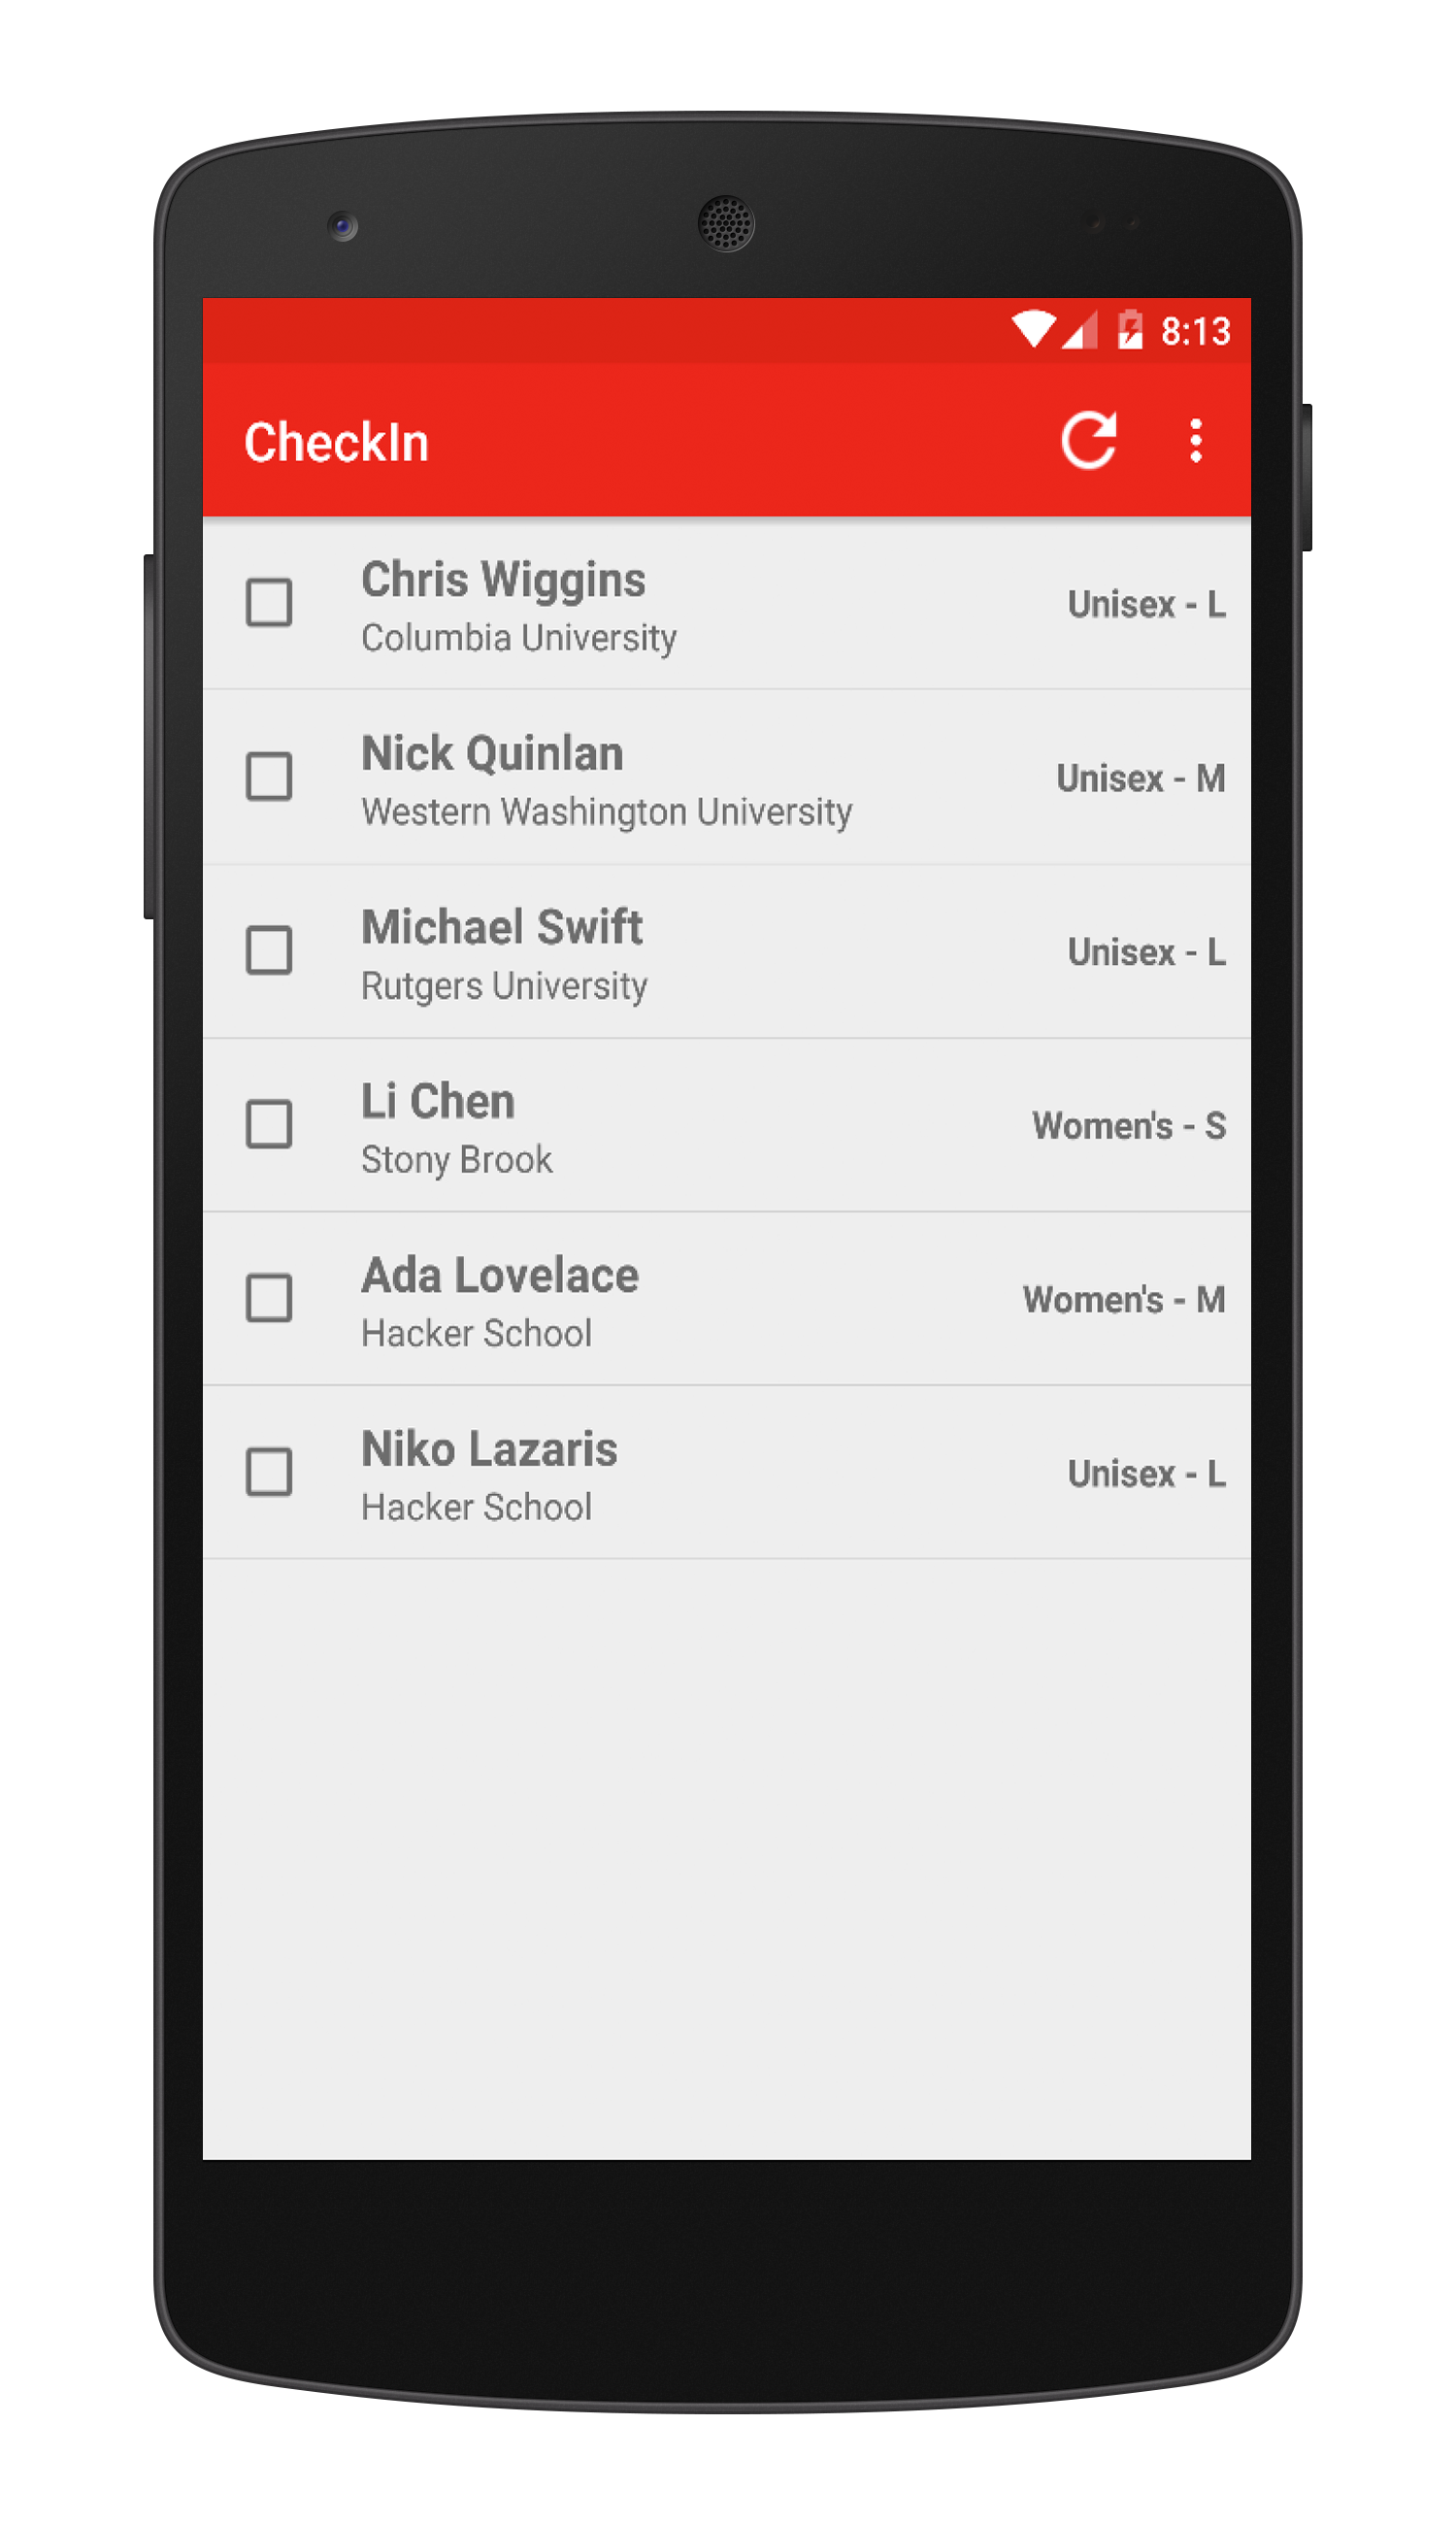 8:13
CheckIn
Chris Wiggins
Columbia University
Unisex - L
Nick Quinlan
Western Washington University
Unisex - M
Michael Swift
Rutgers University
Unisex - L
Li Chen
Stony Brook
Women's - S
Ada Lovelace
Hacker School
Women's - M
Niko Lazaris
Hacker School
Unisex - L